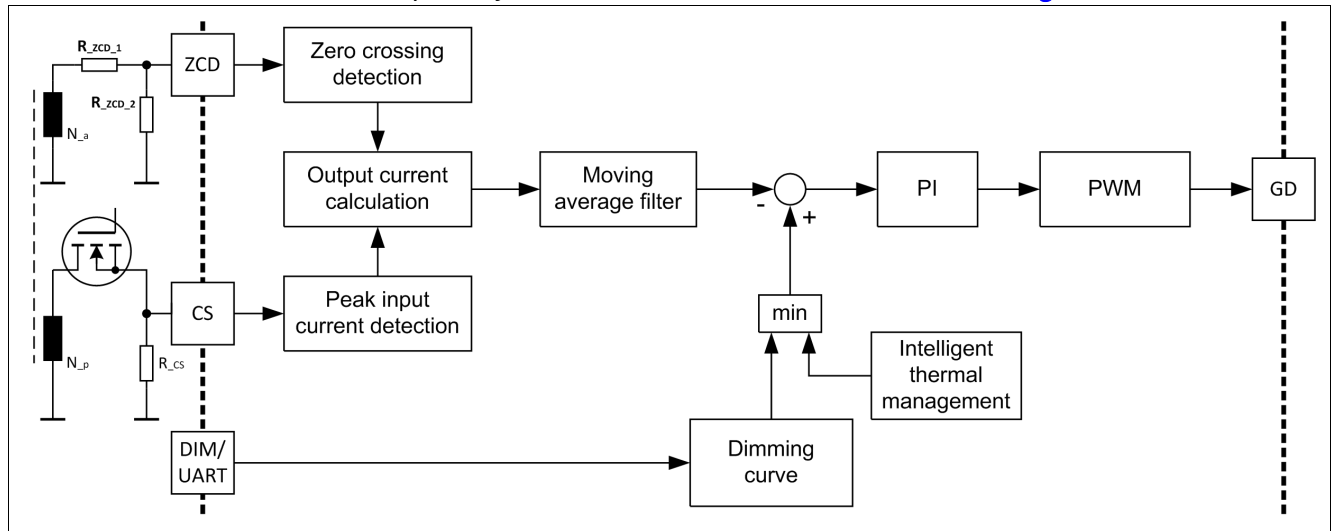 R_ZCD_1
ZCD
Zero crossing
detection
R_ZCD_2
N_a
Output current
calculation
Moving
average filter
-
+
PI
PWM
GD
CS
Peak input
current detection
N_p
R_CS
min
Intelligent
thermal
management
DIM/
UART
Dimming
curve